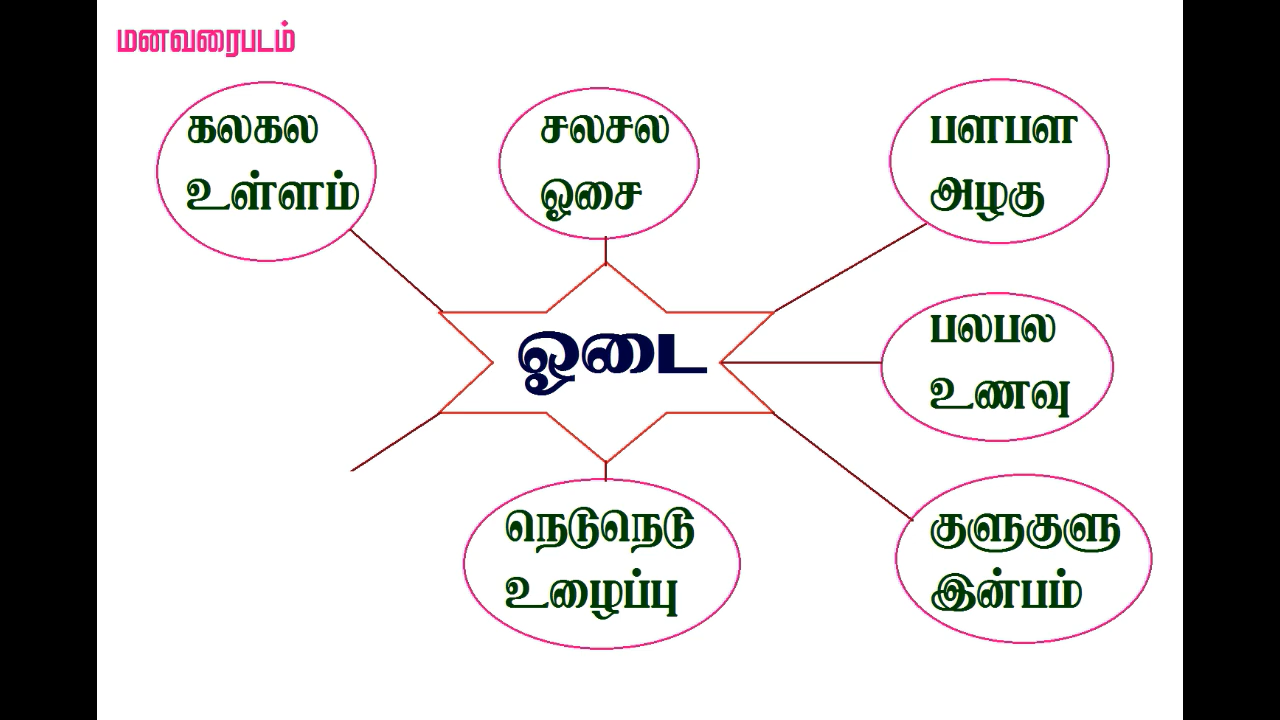 மனவரைபடம்
கலகல
உள்ளம்
சலசல
ஓசை
பளபள
அழகு
ஓடை
பலபல
உணவு
நெடுநெடு
உழைப்பு
குளுகுளு
இன்பம்